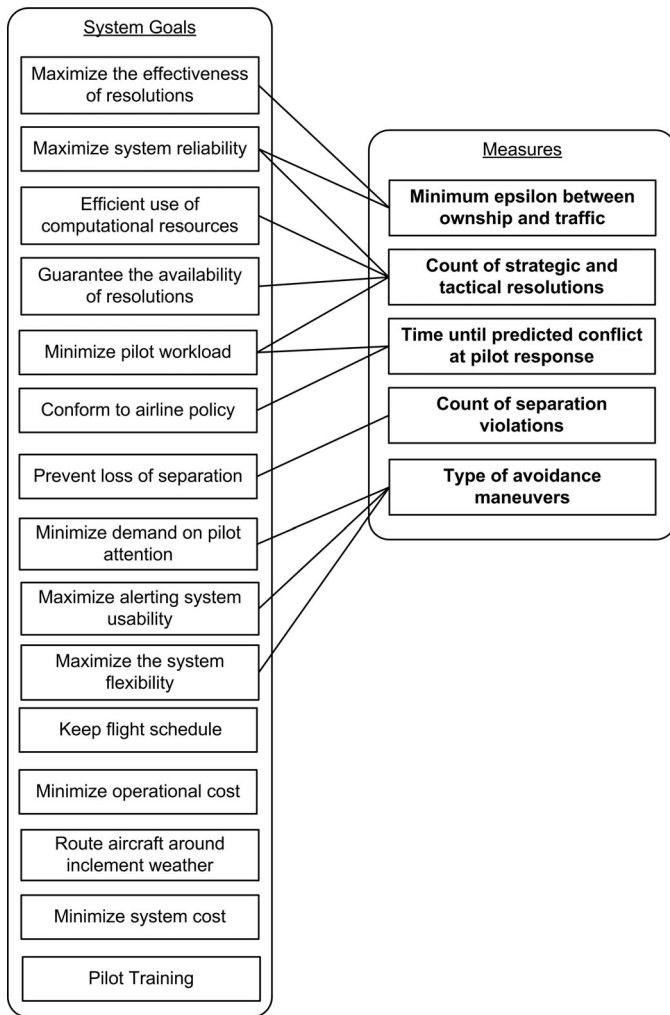 System Goals
Maximize the effectiveness
of resolutions
Maximize system reliability
Efficient use of
computational resources
Guarantee the availability
of resolutions
Minimize pilot workload
Conform to airline policy
Prevent loss of separation
Minimize demand on pilot
attention
Maximize alerting system
usability
Maximize the system
flexibility
Keep flight schedule
Minimize operational cost
Route aircraft around
inclement weather
Minimize system cost
Pilot Training
Measures
Minimum epsilon between
ownship and traffic
Count of strategic and
tactical resolutions
Time until predicted conflict
at pilot response
Count of separation
violations
Type of avoidance
maneuvers